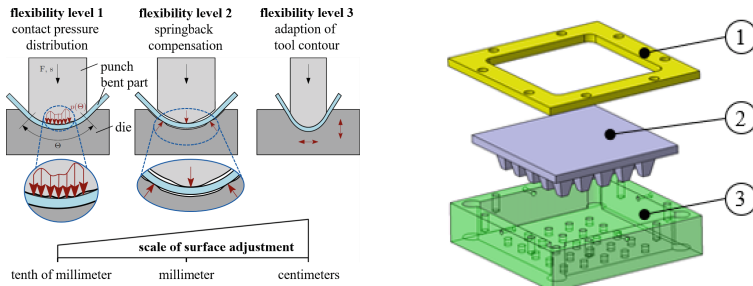 flexibility level 1
contact pressure
distribution
flexibility level 2
springback
compensation
flexibility level 3
adaption of
tool contour
F, s
punch
bent part
p(Θ)
die
Θ
scale of surface adjustment
tenth of millimeter
millimeter
centimeters
1
2
3